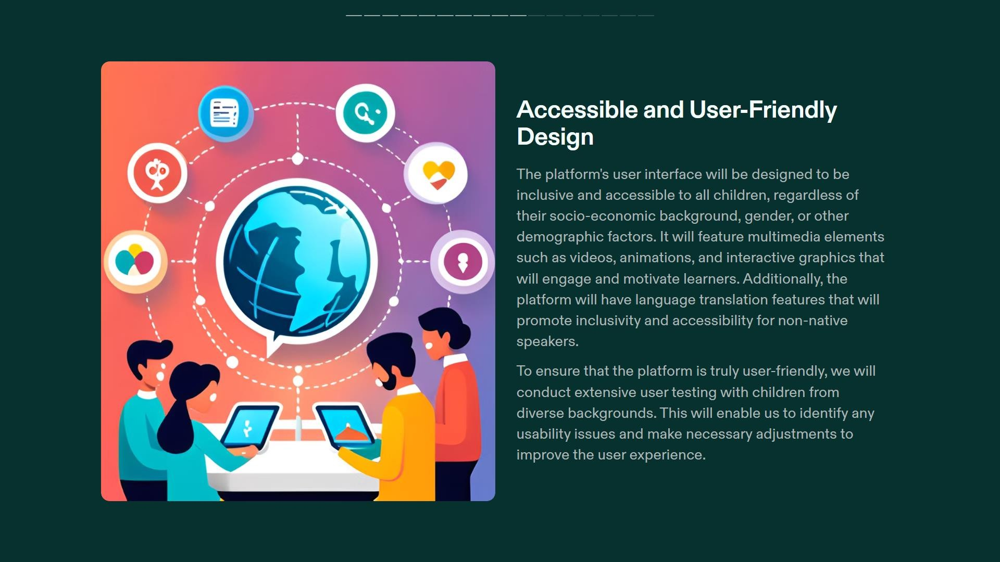 Accessible and User-Friendly
Design
The platform's user interface will be designed to be
inclusive and accessible to all children, regardless of
their socio-economic background, gender, or other
demographic factors. It will feature multimedia elements
such as videos, animations, and interactive graphics that
will engage and motivate learners. Additionally, the
platform will have language translation features that will
promote inclusivity and accessibility for non-native
speakers.
To ensure that the platform is truly user-friendly, we will
conduct extensive user testing with children from
diverse backgrounds. This will enable us to identify any
usability issues and make necessary adjustments to
improve the user experience.